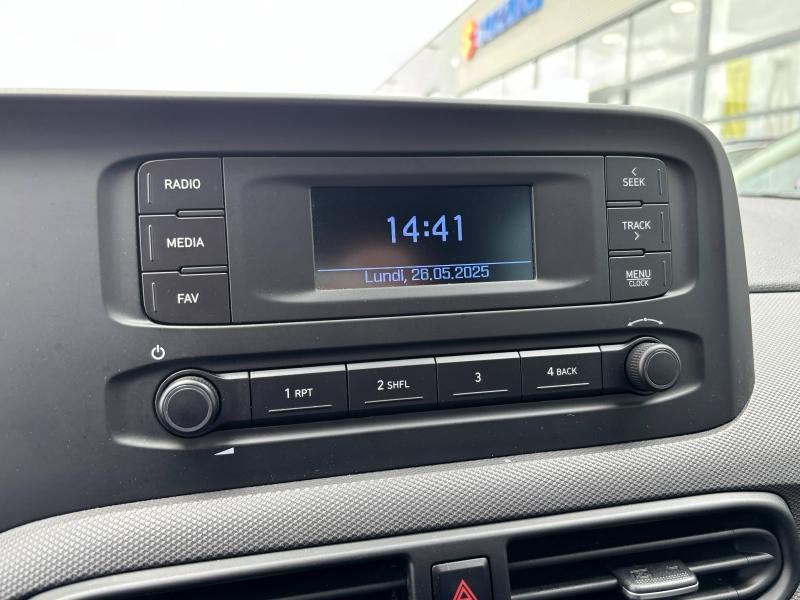 RADIO
MEDIA
FAV
14:41
Lundi, 26.05.2025
< SEEK
TRACK >
MENU
CLOCK
1 RPT
2 SHFL
3
4 BACK